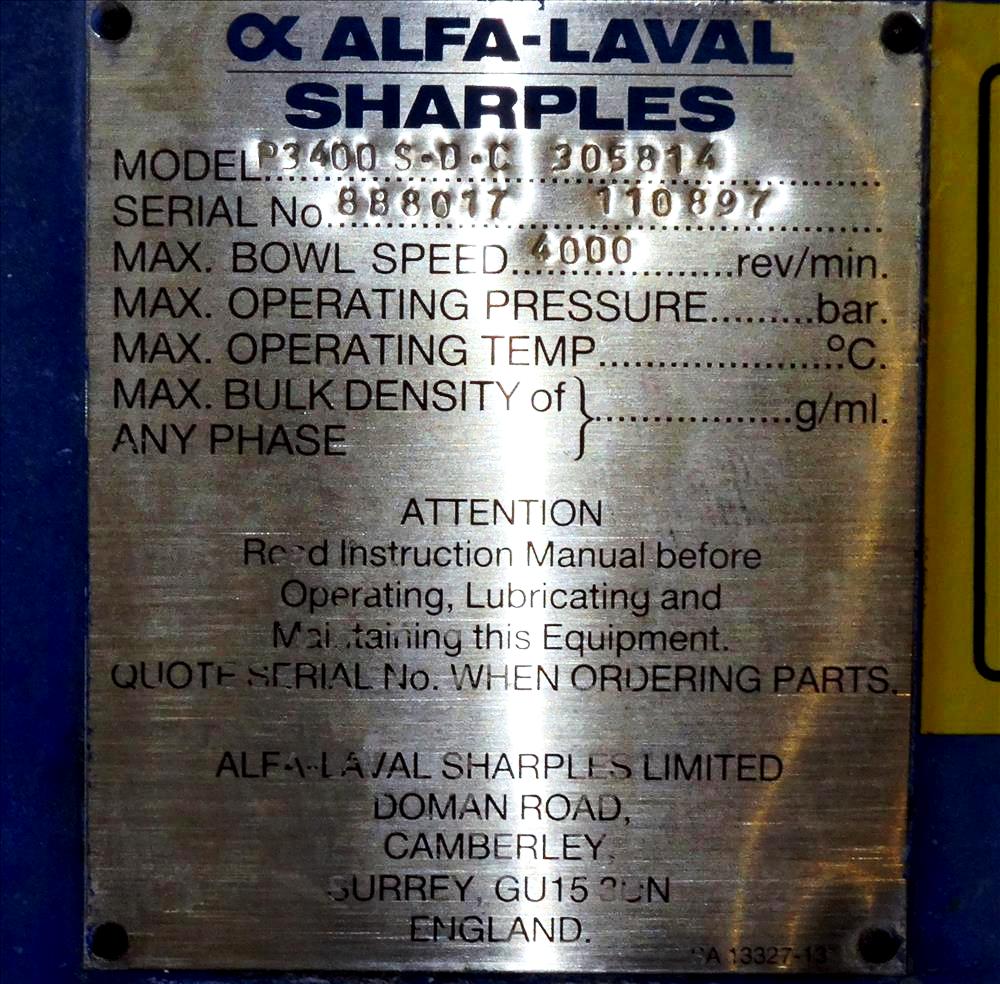 α ALFA-LAVAL
SHARPLES
MODEL P3400 S-D-C 305814
SERIAL No. 888017 110897
MAX. BOWL SPEED 4000 rev/min.
MAX. OPERATING PRESSURE.........bar.
MAX. OPERATING TEMP..................°C.
MAX. BULK DENSITY of } .................g/ml.
ANY PHASE
ATTENTION
Read Instruction Manual before
Operating, Lubricating and
Maintaining this Equipment.
QUOTE SERIAL No. WHEN ORDERING PARTS.
ALFA-LAVAL SHARPLES LIMITED
DOMAN ROAD,
CAMBERLEY,
SURREY, GU15
ENGLAND.